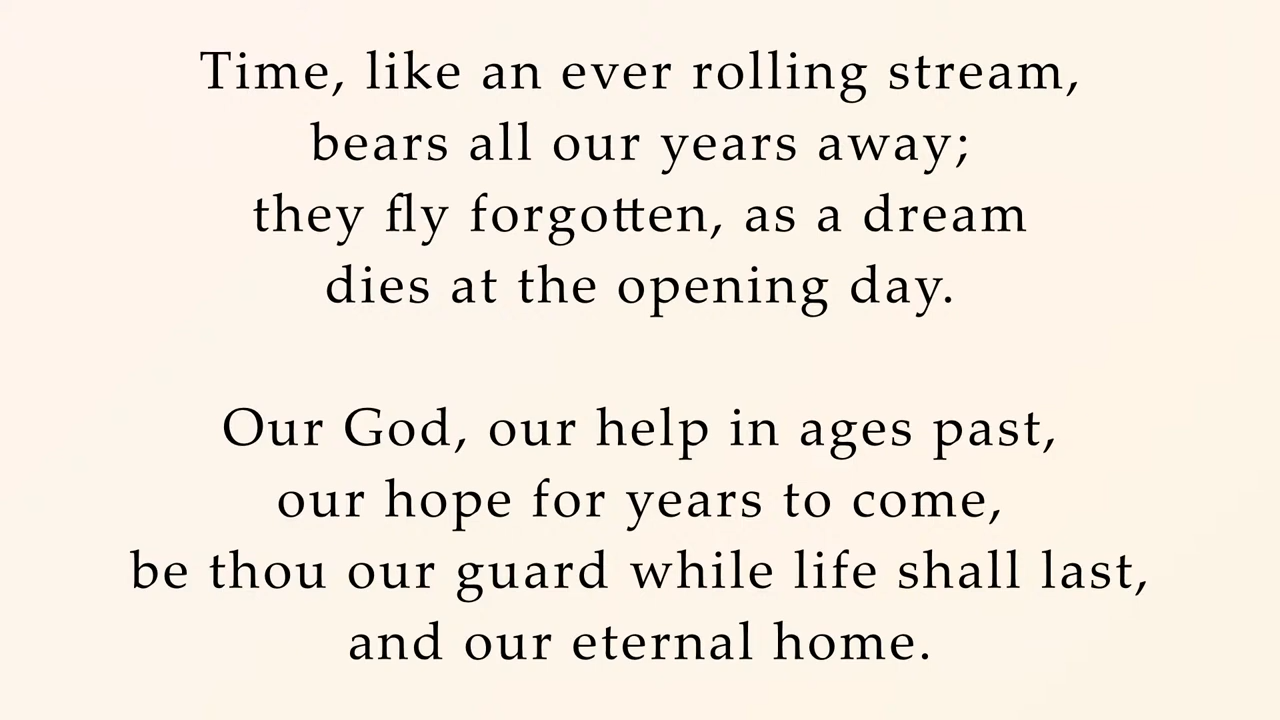 Time, like an ever rolling stream,
bears all our years away;
they fly forgotten, as a dream
dies at the opening day.
Our God, our help in ages past,
our hope for years to come,
be thou our guard while life shall last,
and our eternal home.